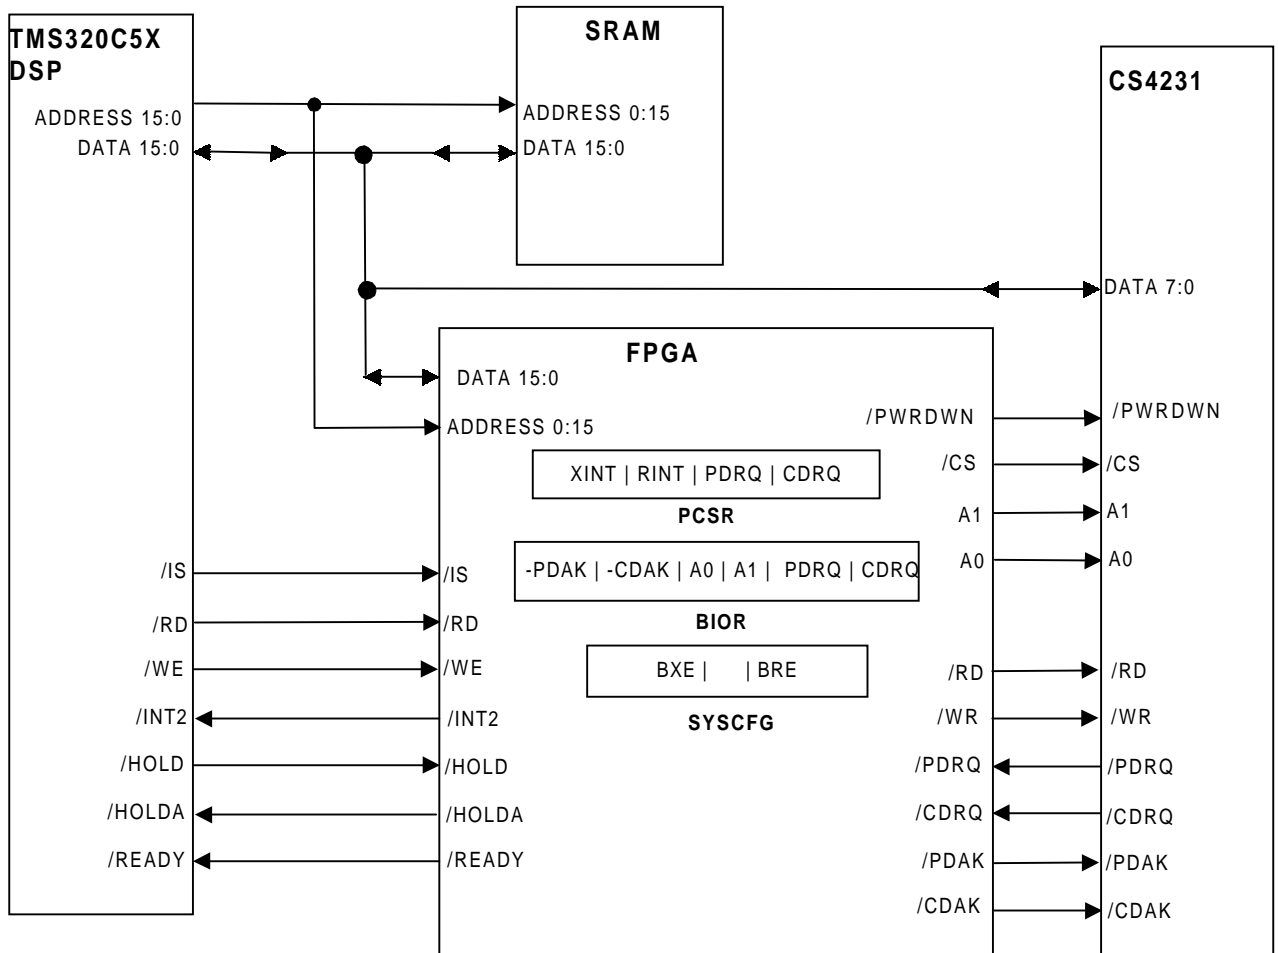 TMS320C5X
DSP
ADDRESS 15:0
DATA 15:0
/IS
/RD
/WE
/INT2
/HOLD
/HOLDA
/READY
SRAM
ADDRESS 0:15
DATA 15:0
FPGA
DATA 15:0
ADDRESS 0:15
XINT | RINT | PDRQ | CDRQ
PCSR
-PDAK | -CDAK | A0 | A1 | PDRQ | CDRQ
BIOR
BXE | | BRE
SYSCFG
/IS
/RD
/WE
/INT2
/HOLD
/HOLDA
/READY
/PWRDWN
/CS
A1
A0
/RD
/WR
/PDRQ
/CDRQ
/PDAK
/CDAK
CS4231
DATA 7:0
/PWRDWN
/CS
A1
A0
/RD
/WR
/PDRQ
/CDRQ
/PDAK
/CDAK